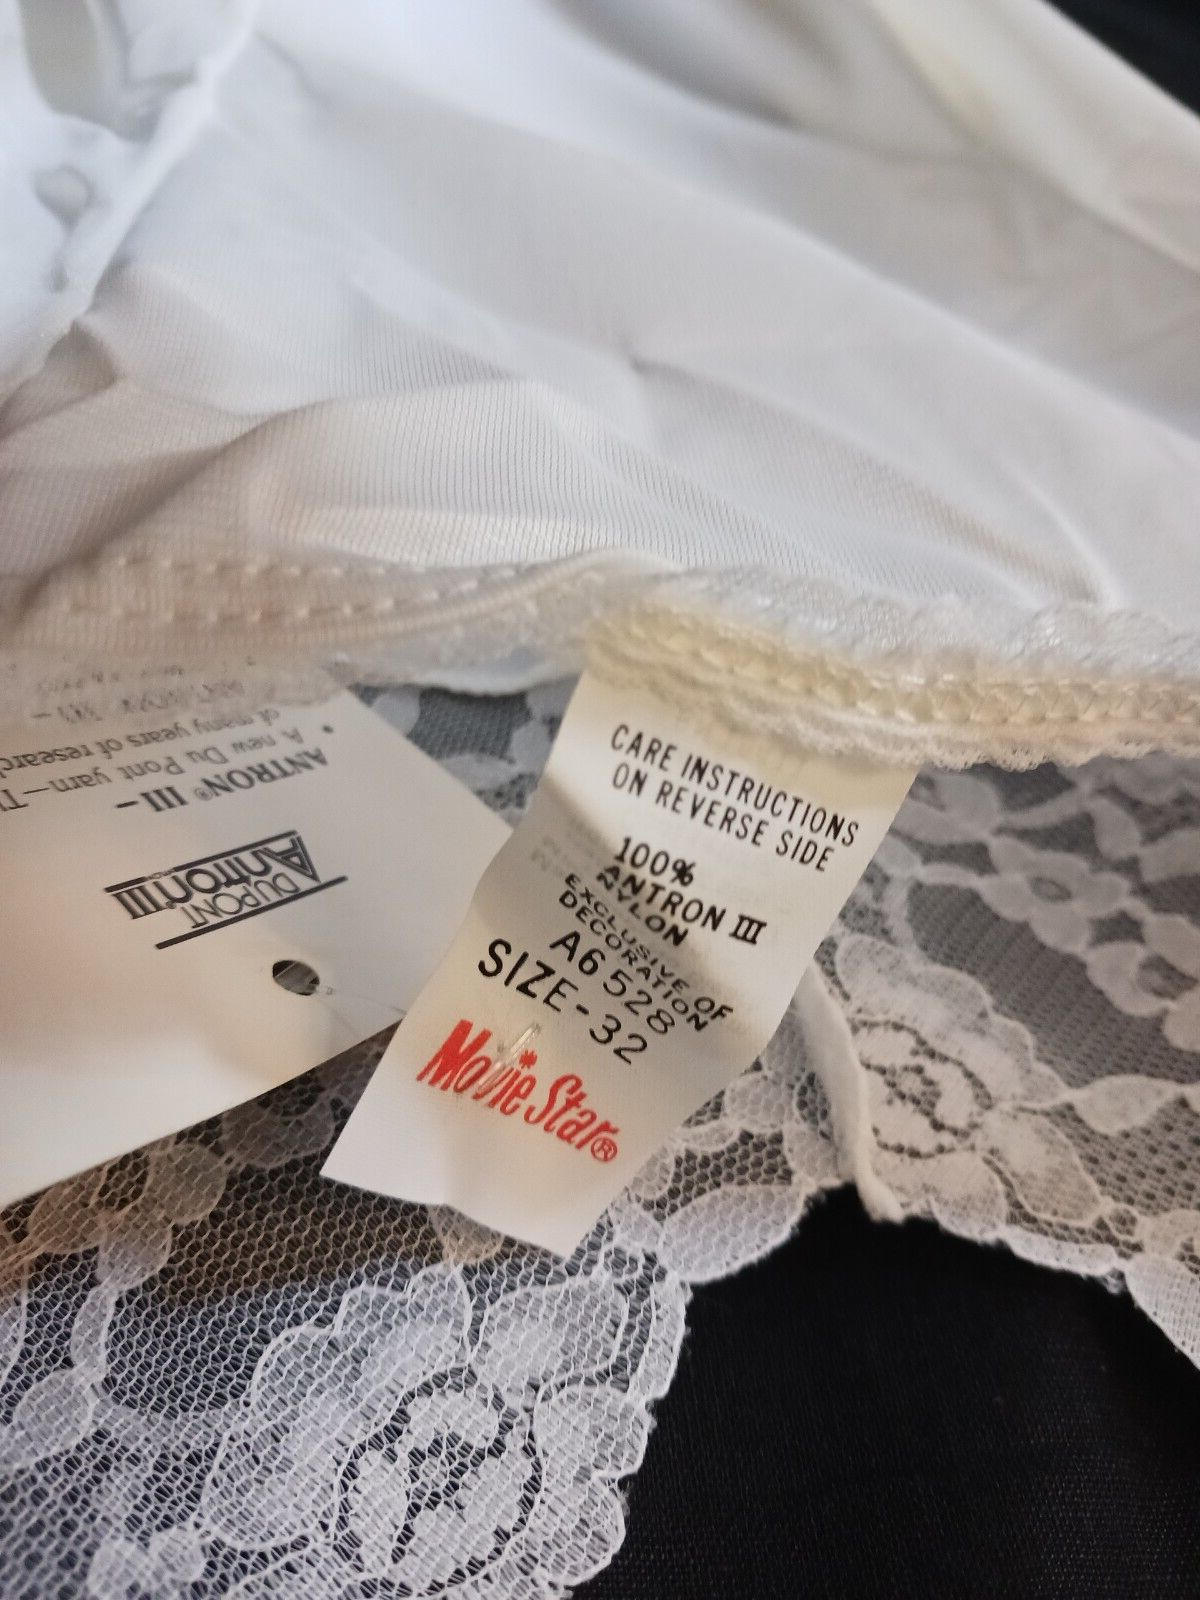 CARE INSTRUCTIONS
ON REVERSE SIDE
100%
ANTRON III
NYLON
EXCLUSIVE OF
DECORATION
A6528
SIZE-32
Movie Star®
DUPONT
Antron III
ANTRON® III –
• A new Du Pont yarn—
of many years of research